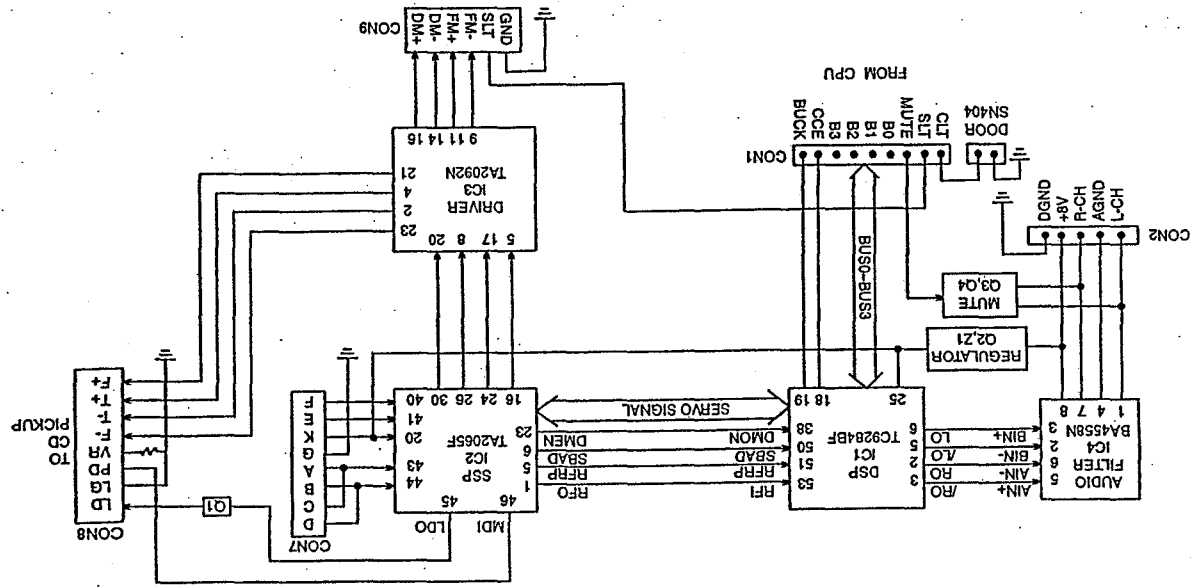 CON8
LD
LG
PD
VR
F-
T-
T+
F+
TO
CD
PICKUP
Q1
MDI
LDO
46
45
CON7
D
C
B
A
G
K
E
F
AUDIO
FILTER
IC4
BA4558N
5
6
2
3
1
4
7
8
AIN+
AIN-
BIN-
BIN+
/RO
RO
/LO
LO
3
2
5
6
DSP
IC1
TC9284BF
53
51
50
38
25
18
19
RFI
RFRP
SBAD
DMON
RFO
RFRP
SBAD
DMEN
SERVO SIGNAL
1
5
6
23
SSP
IC2
TA2065F
44
43
20
41
40
16
24
26
30
REGULATOR
Q2,Z1
MUTE
Q3,Q4
BUS0~BUS3
5
17
8
20
DRIVER
IC3
TA2092N
23
2
4
21
9
11
14
16
CON2
L-CH
AGND
R-CH
+8V
DGND
DOOR
SN404
CON1
CLT
SLT
MUTE
B0
B1
B2
B3
CCE
BUCK
FROM CPU
CON9
GND
SLT
FM-
FM+
DM-
DM+